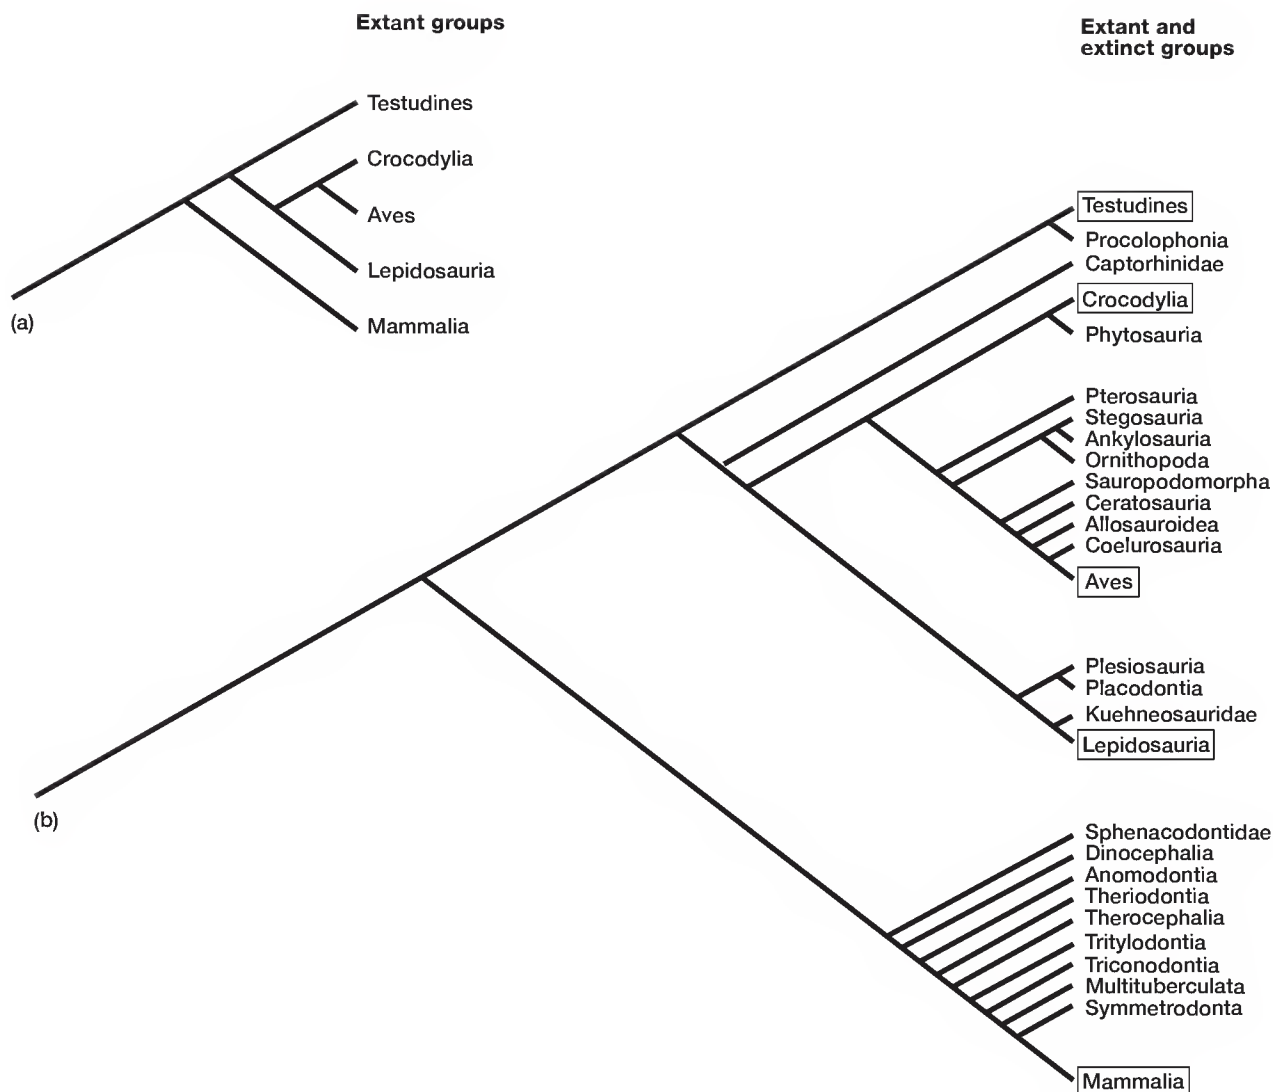 Extant groups
Extant and
extinct groups
Testudines
Crocodylia
Aves
Lepidosauria
Mammalia
(a)
Testudines
Procolophonia
Captorhinidae
Crocodylia
Phytosauria
Pterosauria
Stegosauria
Ankylosauria
Ornithopoda
Sauropodomorpha
Ceratosauria
Allosauroidea
Coelurosauria
Aves
Plesiosauria
Placodontia
Kuehneosauridae
Lepidosauria
(b)
Sphenacodontidae
Dinocephalia
Anomodontia
Theriodontia
Therocephalia
Tritylodontia
Triconodontia
Multituberculata
Symmetrodonta
Mammalia